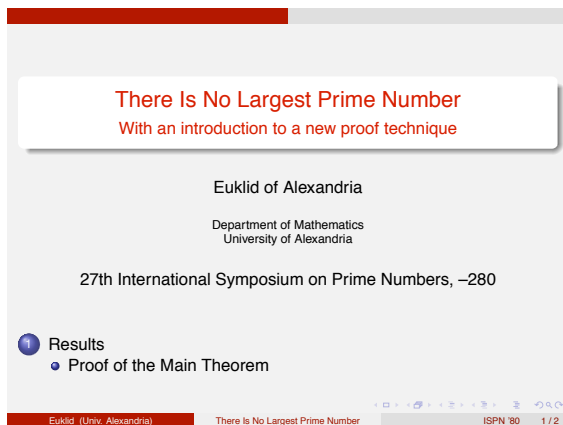 There Is No Largest Prime Number
With an introduction to a new proof technique
Euklid of Alexandria
Department of Mathematics
University of Alexandria
27th International Symposium on Prime Numbers, –280
1 Results
Proof of the Main Theorem
Euklid (Univ. Alexandria) There Is No Largest Prime Number ISPN '80 1 / 2